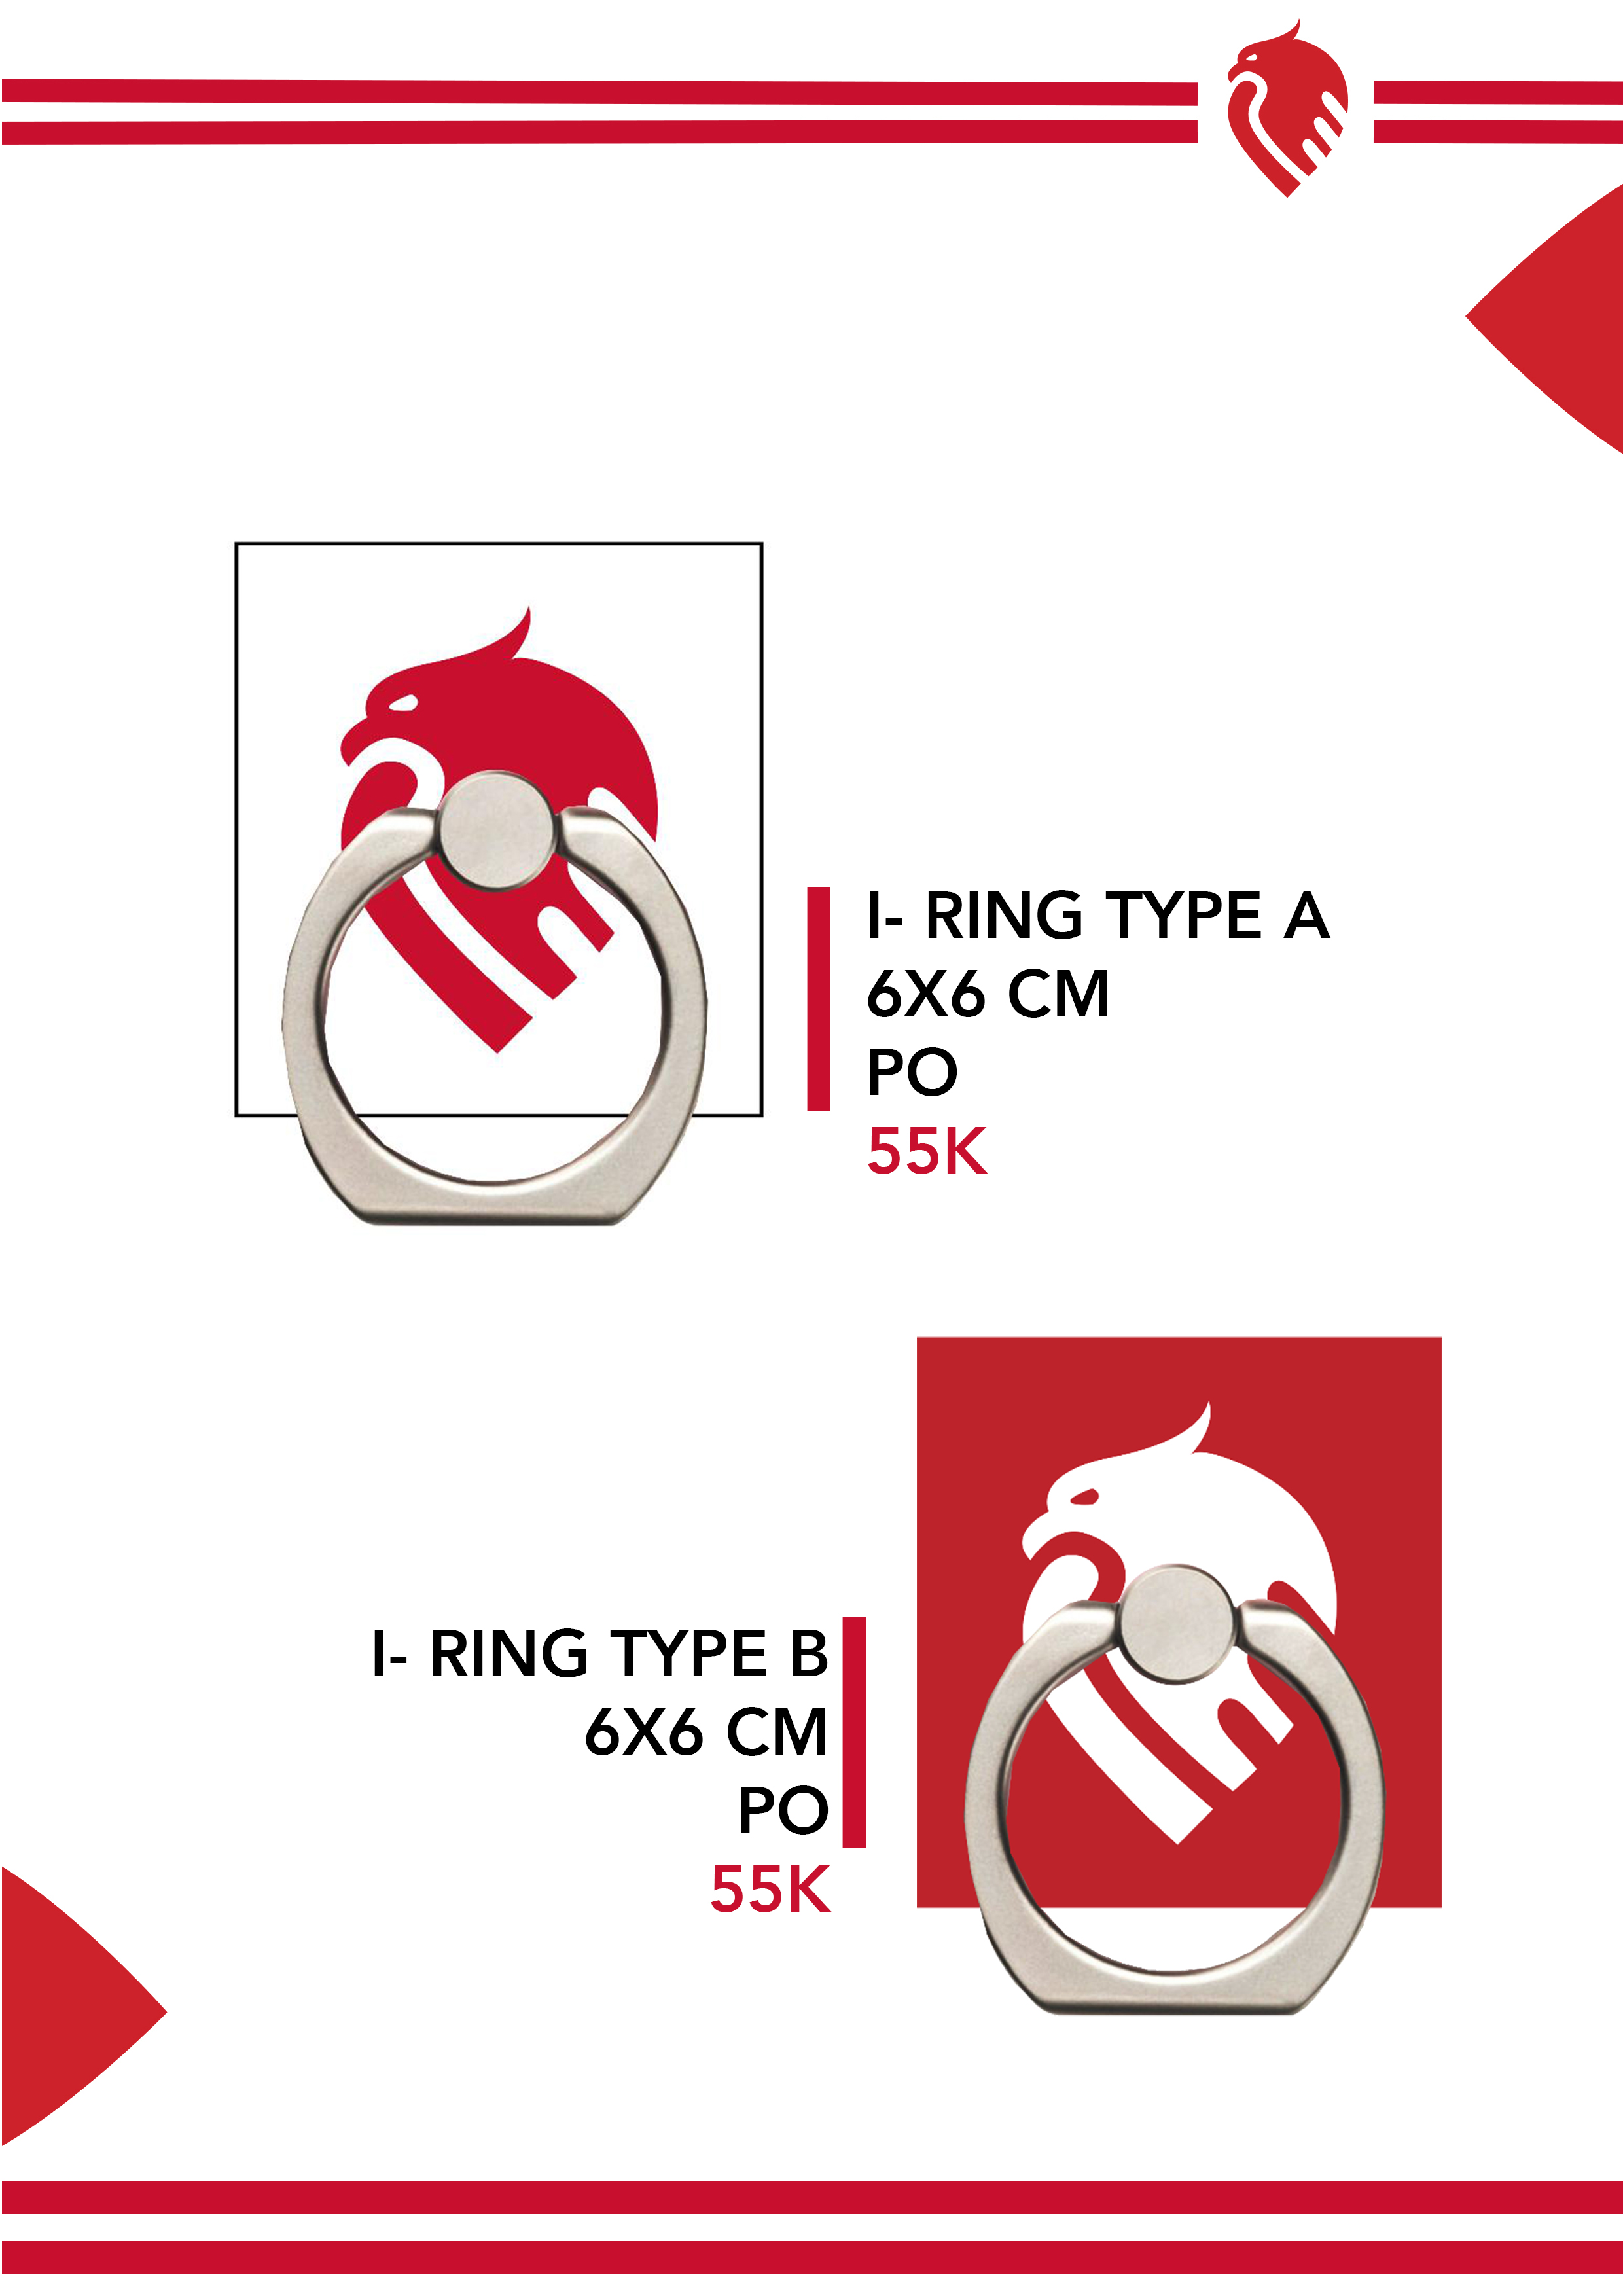 I- RING TYPE A
6X6 CM
PO
55K
I- RING TYPE B
6X6 CM
PO
55K